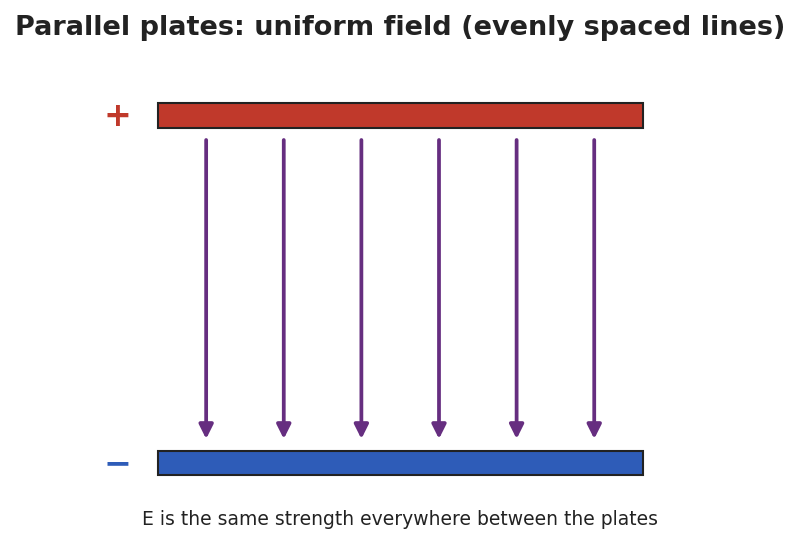 Parallel plates: uniform field (evenly spaced lines)
+
−
E is the same strength everywhere between the plates